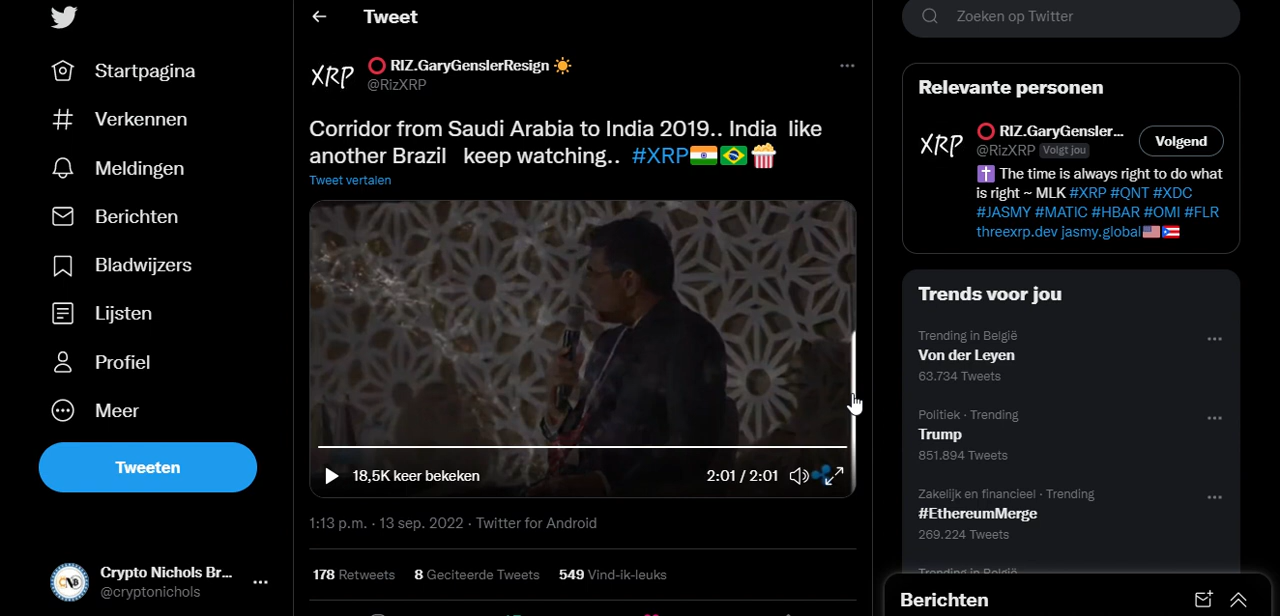 Tweet
Zoeken op Twitter
Startpagina
Verkennen
Meldingen
Berichten
Bladwijzers
Lijsten
Profiel
Meer
Tweeten
Crypto Nichols Br...
@cryptonichols
XRP
RIZ.GaryGenslerResign
@RizXRP
Corridor from Saudi Arabia to India 2019.. India like
another Brazil keep watching.. #XRP
Tweet vertalen
18,5K keer bekeken
2:01 / 2:01
1:13 p.m. · 13 sep. 2022 · Twitter for Android
178 Retweets 8 Geciteerde Tweets 549 Vind-ik-leuks
Relevante personen
XRP
RIZ.GaryGensler...
@RizXRP Volgt jou
Volgend
The time is always right to do what
is right ~ MLK #XRP #QNT #XDC
#JASMY #MATIC #HBAR #OMI #FLR
threexrp.dev jasmy.global
Trends voor jou
Trending in België
Von der Leyen
63.734 Tweets
Politiek · Trending
Trump
851.894 Tweets
Zakelijk en financieel · Trending
#EthereumMerge
269.224 Tweets
Trending in België
Berichten